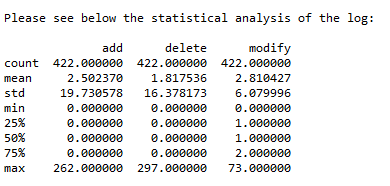 Please see below the statistical analysis of the log:
add delete modify
count 422.000000 422.000000 422.000000
mean 2.502370 1.817536 2.810427
std 19.730578 16.378173 6.079996
min 0.000000 0.000000 0.000000
25% 0.000000 0.000000 1.000000
50% 0.000000 0.000000 1.000000
75% 0.000000 0.000000 2.000000
max 262.000000 297.000000 73.000000